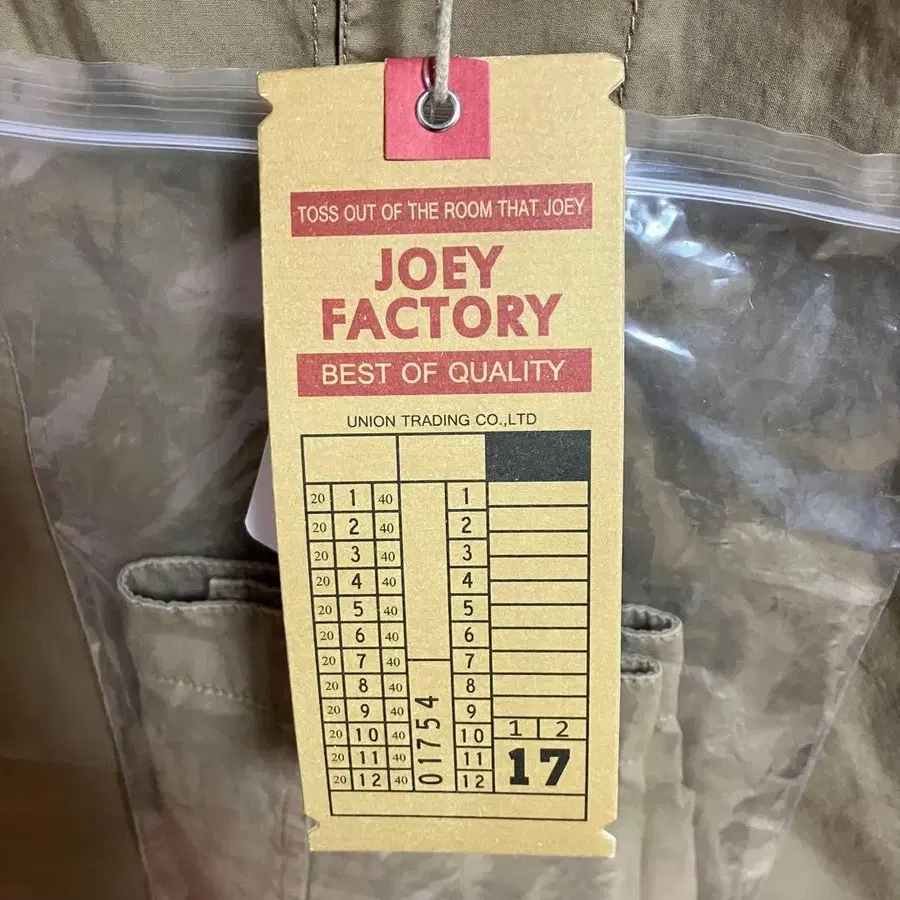 TOSS OUT OF THE ROOM THAT JOEY
JOEY
FACTORY
BEST OF QUALITY
UNION TRADING CO.,LTD
20 1 40 1
20 2 40 2
20 3 40 3
20 4 40 4
20 5 40 5
20 6 40 6
20 7 40 7
20 8 40 8
20 9 40 9
20 10 40 10 1 2
20 11 40 11
20 12 40 12
01754
17